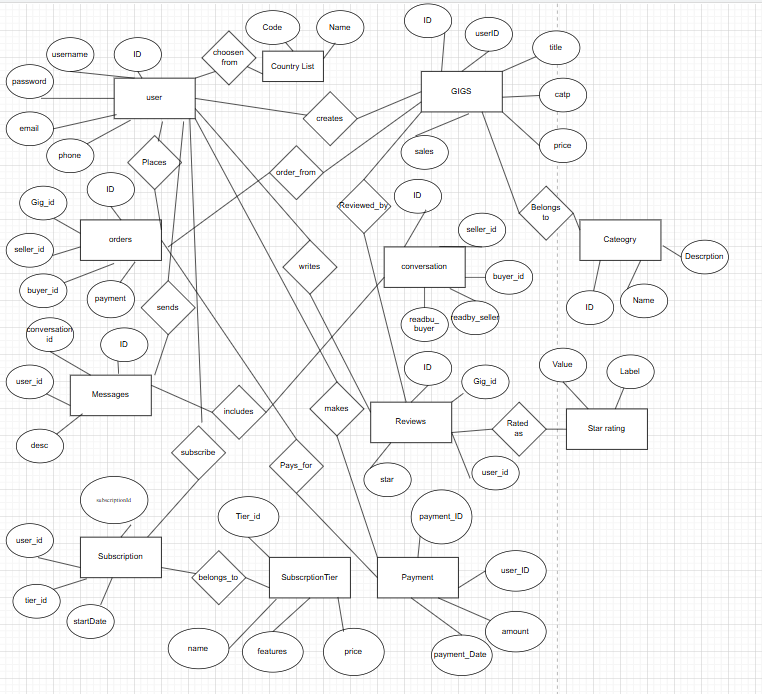 ID
Code
Name
userID
username
ID
choosen
from
title
Country List
password
user
GIGS
catp
creates
email
price
phone
Places
sales
order_from
ID
Reviewed_by
ID
Gig_id
Belongs
to
seller_id
orders
Cateogry
seller_id
Descrption
writes
conversation
buyer_id
buyer_id
payment
ID
Name
sends
readbu_
buyer
readby_seller
conversation
id
ID
Value
Label
user_id
ID
Gig_id
Messages
includes
makes
Reviews
Rated
as
Star rating
desc
subscribe
Pays_for
star
user_id
subscriptionId
Tier_id
payment_ID
user_id
Subscription
belongs_to
SubscrptionTier
Payment
user_ID
tier_id
startDate
name
features
price
amount
payment_Date